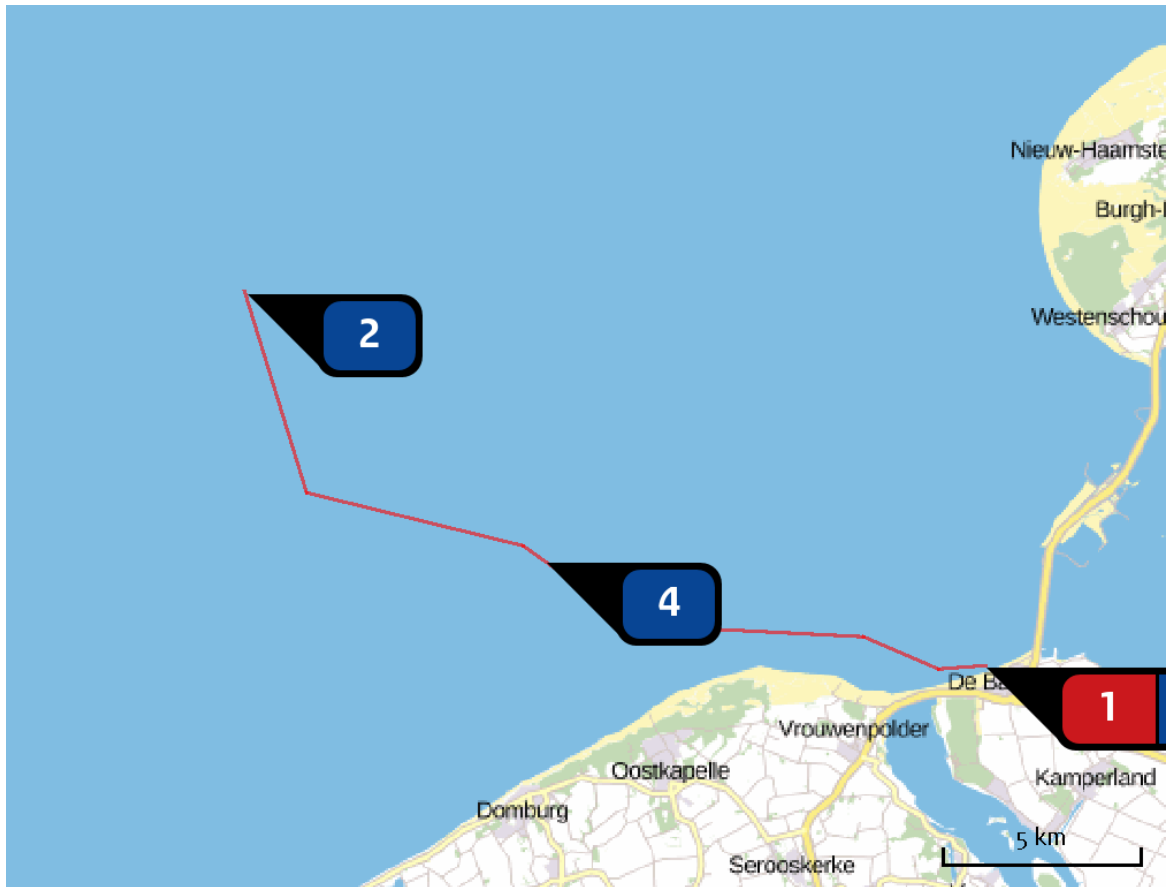 Nieuw-Haamste
Burgh-
Westenschou
2
4
De Ba
1
Vrouwenpolder
Oostkapelle
Kamperland
Domburg
5 km
Serooskerke